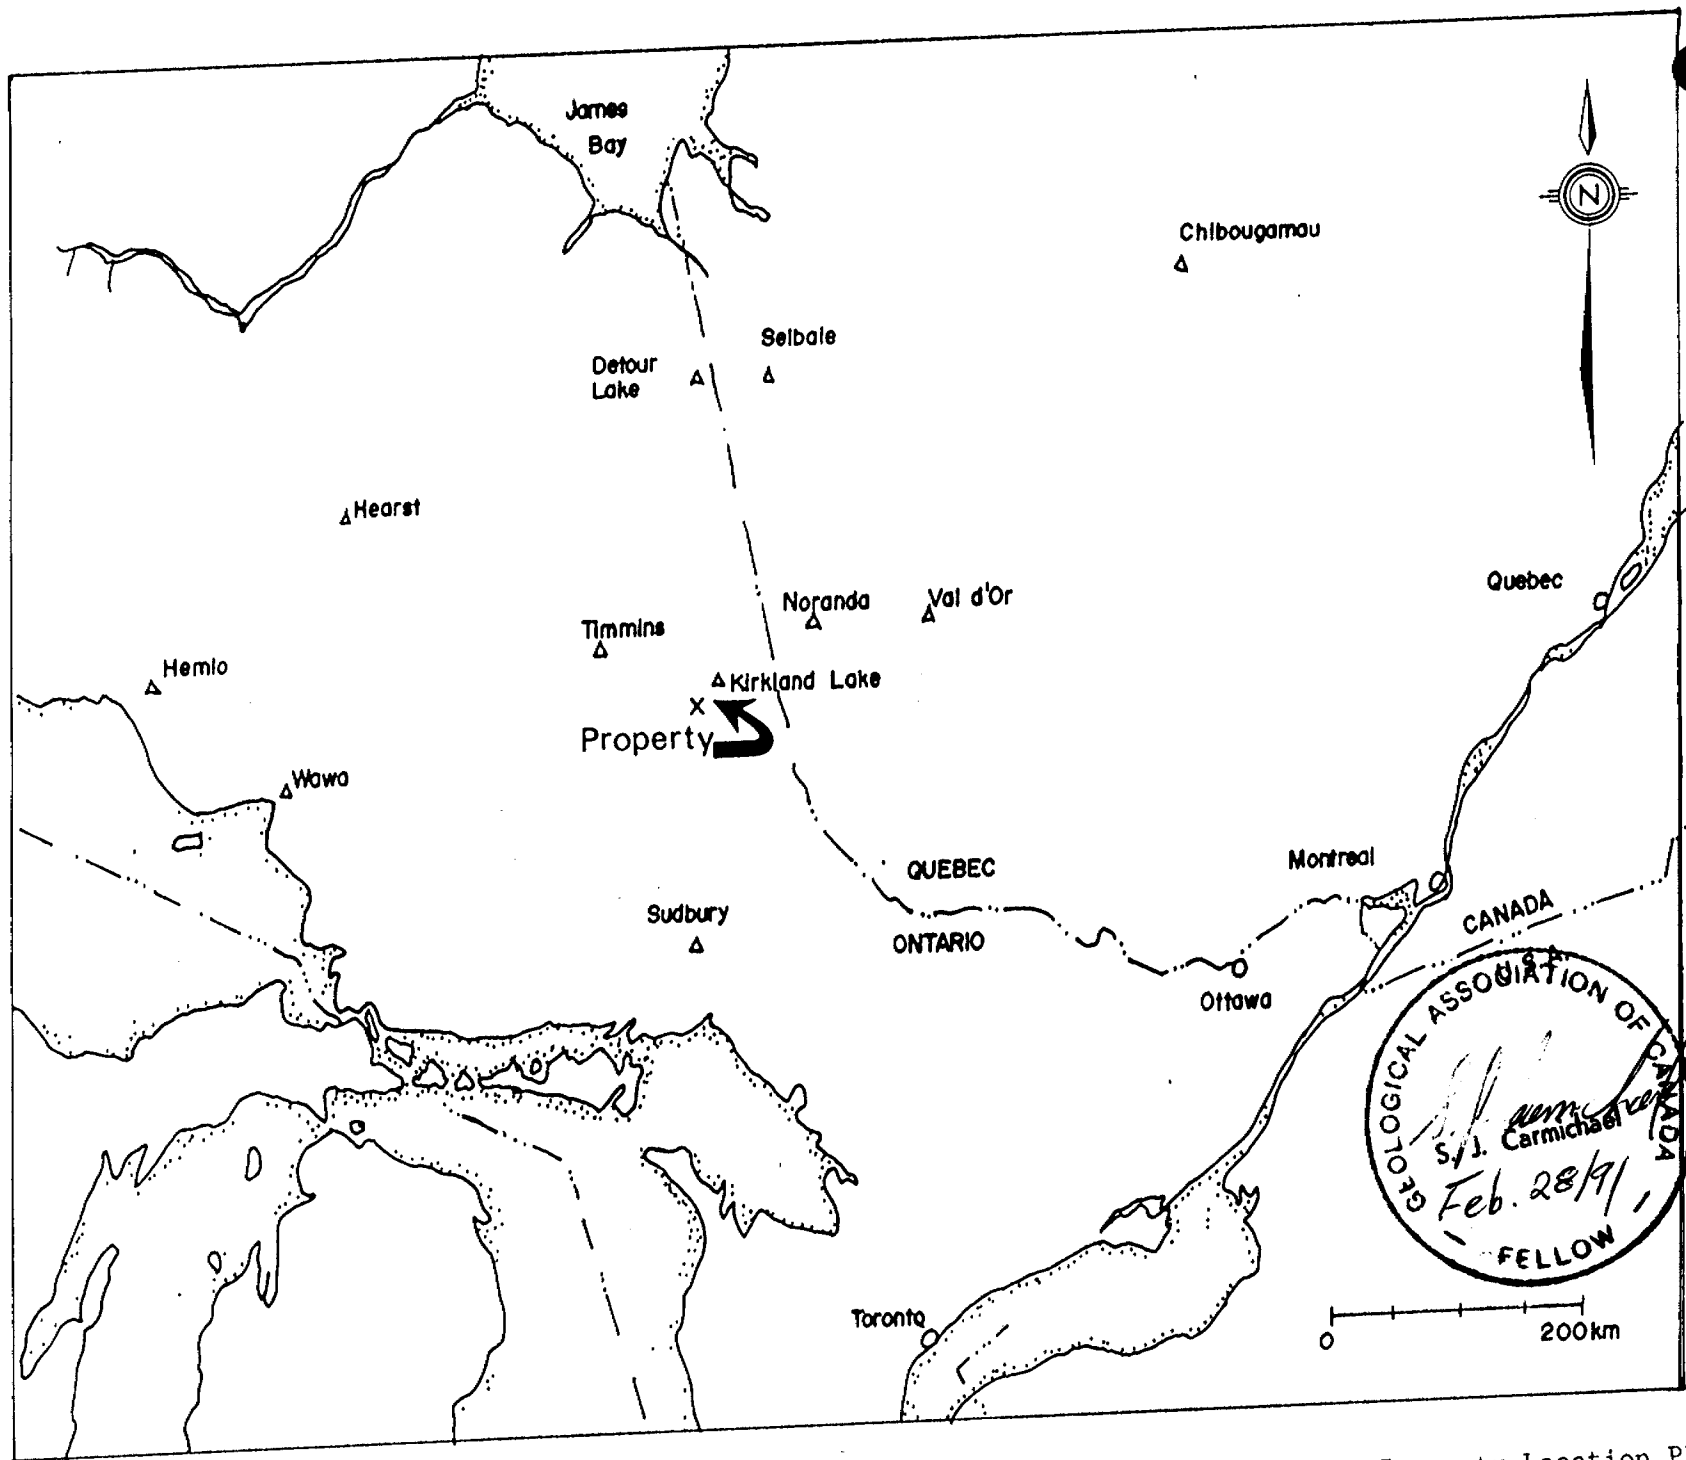 James
Bay
N
Chibougamau
Selbaie
Detour
Lake
Hearst
Quebec
Noranda
Val d'Or
Timmins
Hemlo
Kirkland Lake
X
Property
Wawa
Montreal
QUEBEC
Sudbury
CANADA
ONTARIO
U.S.A.
Ottawa
GEOLOGICAL ASSOCIATION OF CANADA
S. J. Carmichael
Feb. 28/91
FELLOW
Toronto
0
200km
Location